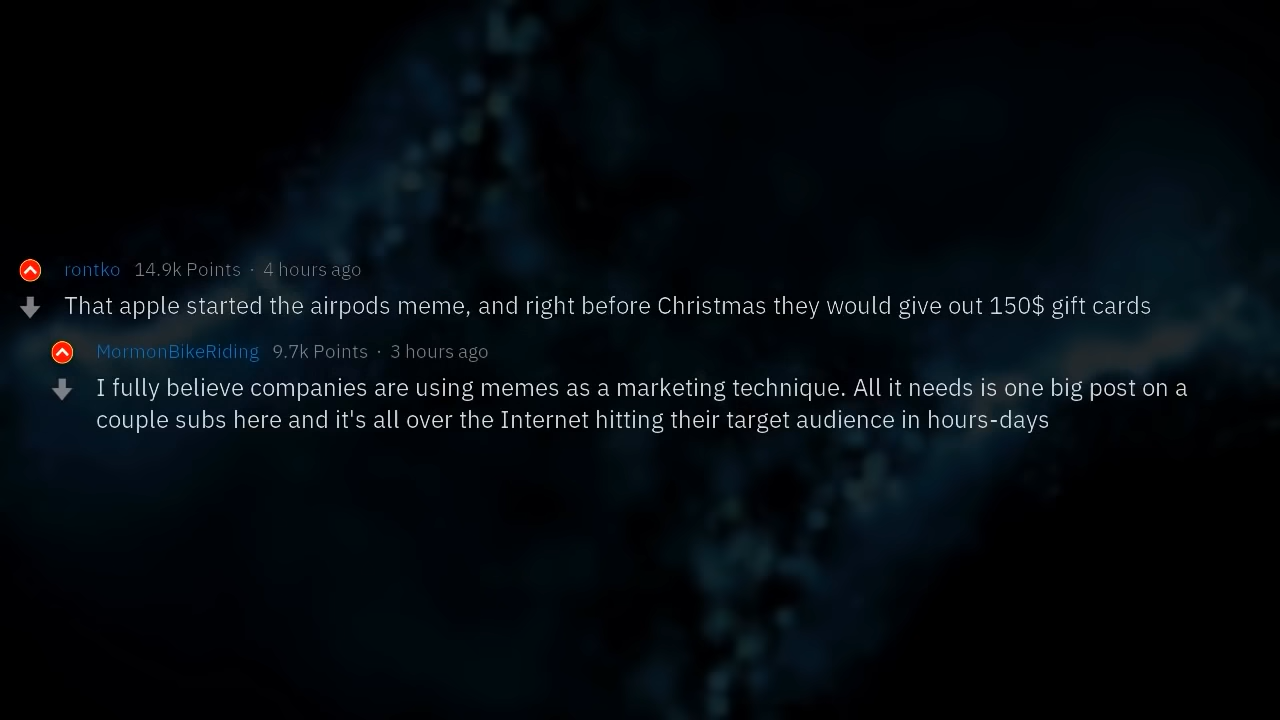 rontko 14.9k Points · 4 hours ago
That apple started the airpods meme, and right before Christmas they would give out 150$ gift cards
MormonBikeRiding 9.7k Points · 3 hours ago
I fully believe companies are using memes as a marketing technique. All it needs is one big post on a
couple subs here and it's all over the Internet hitting their target audience in hours-days